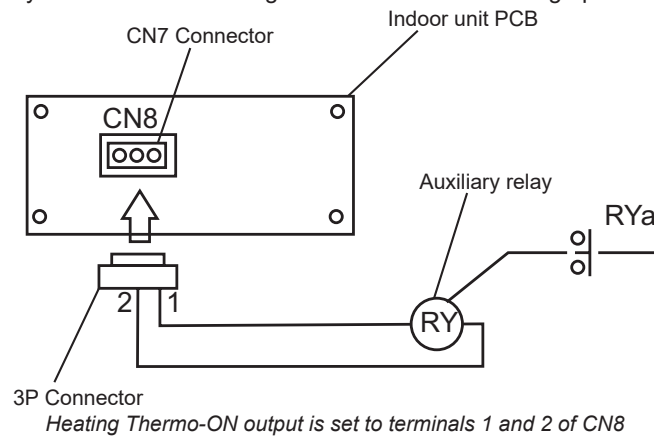 Indoor unit PCB
CN7 Connector
CN8
Auxiliary relay
RYa
2 1
RY
3P Connector
Heating Thermo-ON output is set to terminals 1 and 2 of CN8